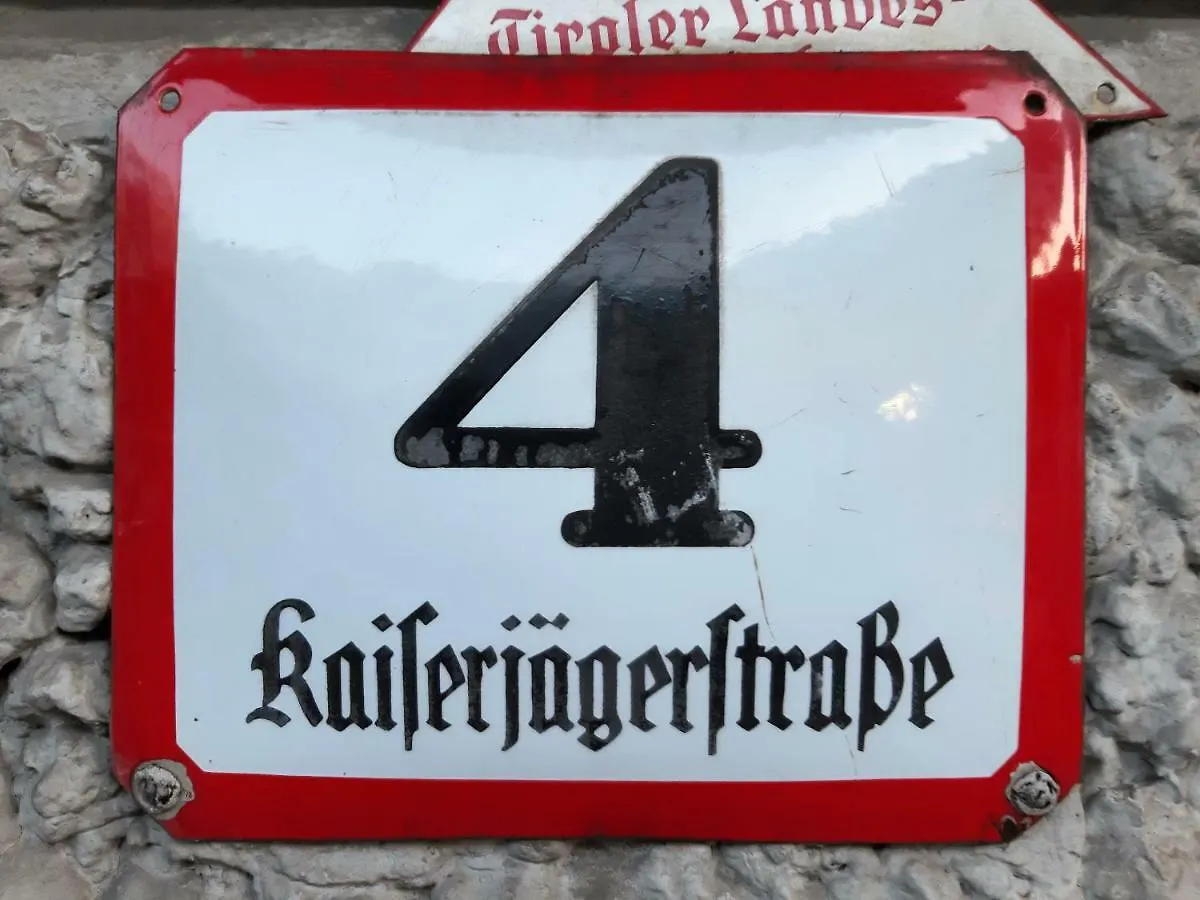 Tiroler Landes-
4
Kaiserjägerstraße